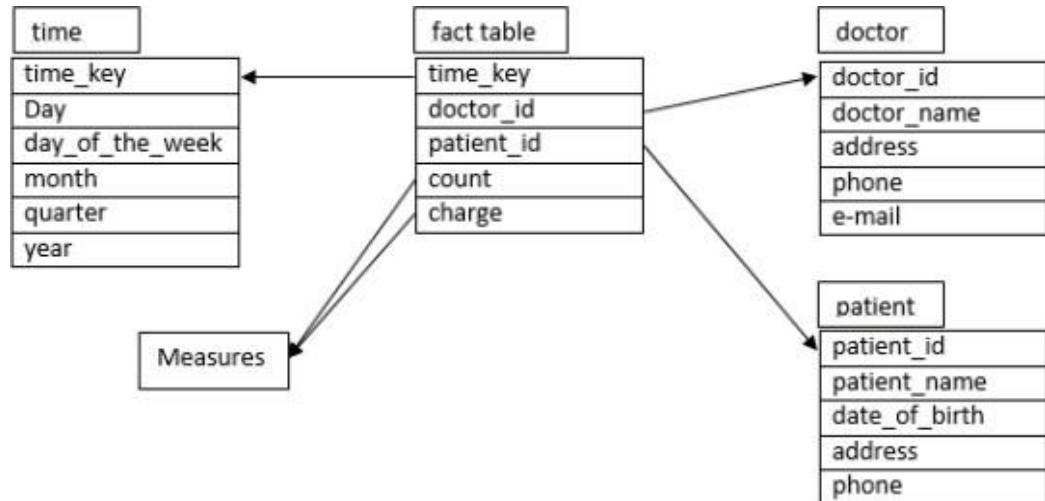 time
time_key
Day
day_of_the_week
month
quarter
year
fact table
time_key
doctor_id
patient_id
count
charge
Measures
doctor
doctor_id
doctor_name
address
phone
e-mail
patient
patient_id
patient_name
date_of_birth
address
phone